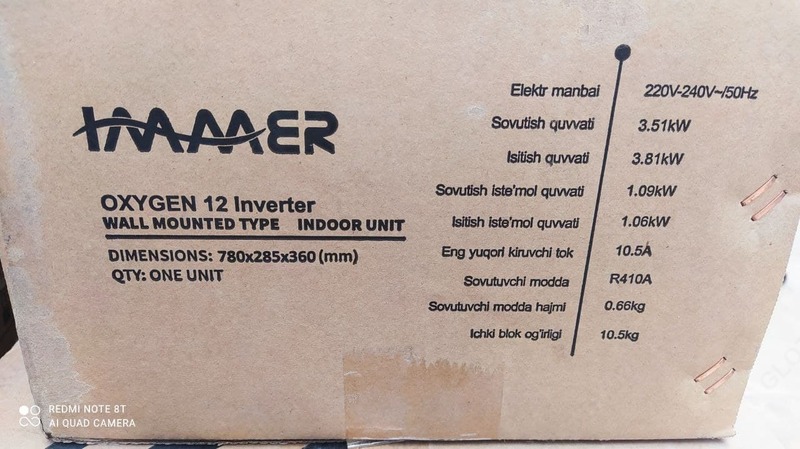 IMMER
OXYGEN 12 Inverter
WALL MOUNTED TYPE INDOOR UNIT
DIMENSIONS: 780x285x360 (mm)
QTY: ONE UNIT
Elektr manbai 220V-240V~/50Hz
Sovutish quvvati 3.51kW
Isitish quvvati 3.81kW
Sovutish iste'mol quvvati 1.09kW
Isitish iste'mol quvvati 1.06kW
Eng yuqori kiruvchi tok 10.5A
Sovutuvchi modda R410A
Sovutuvchi modda hajmi 0.66kg
Ichki blok og'irligi 10.5kg
REDMI NOTE 8T
AI QUAD CAMERA